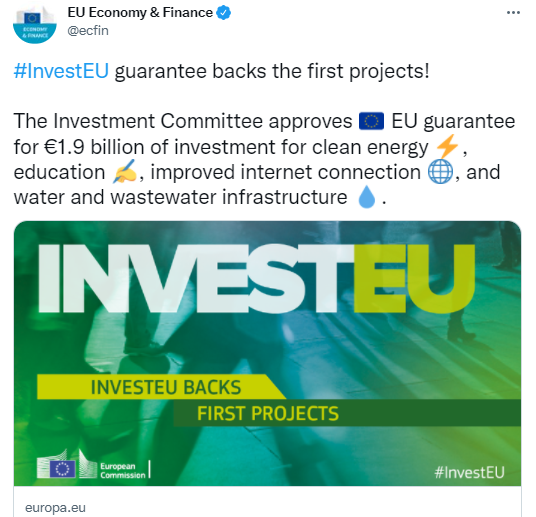 EU Economy & Finance
@ecfin
ECONOMY
& FINANCE
#InvestEU guarantee backs the first projects!
The Investment Committee approves 🇪🇺 EU guarantee
for €1.9 billion of investment for clean energy ⚡,
education ✍, improved internet connection 🌐, and
water and wastewater infrastructure 💧.
INVESTEU
INVESTEU BACKS
FIRST PROJECTS
European
Commission
#InvestEU
europa.eu